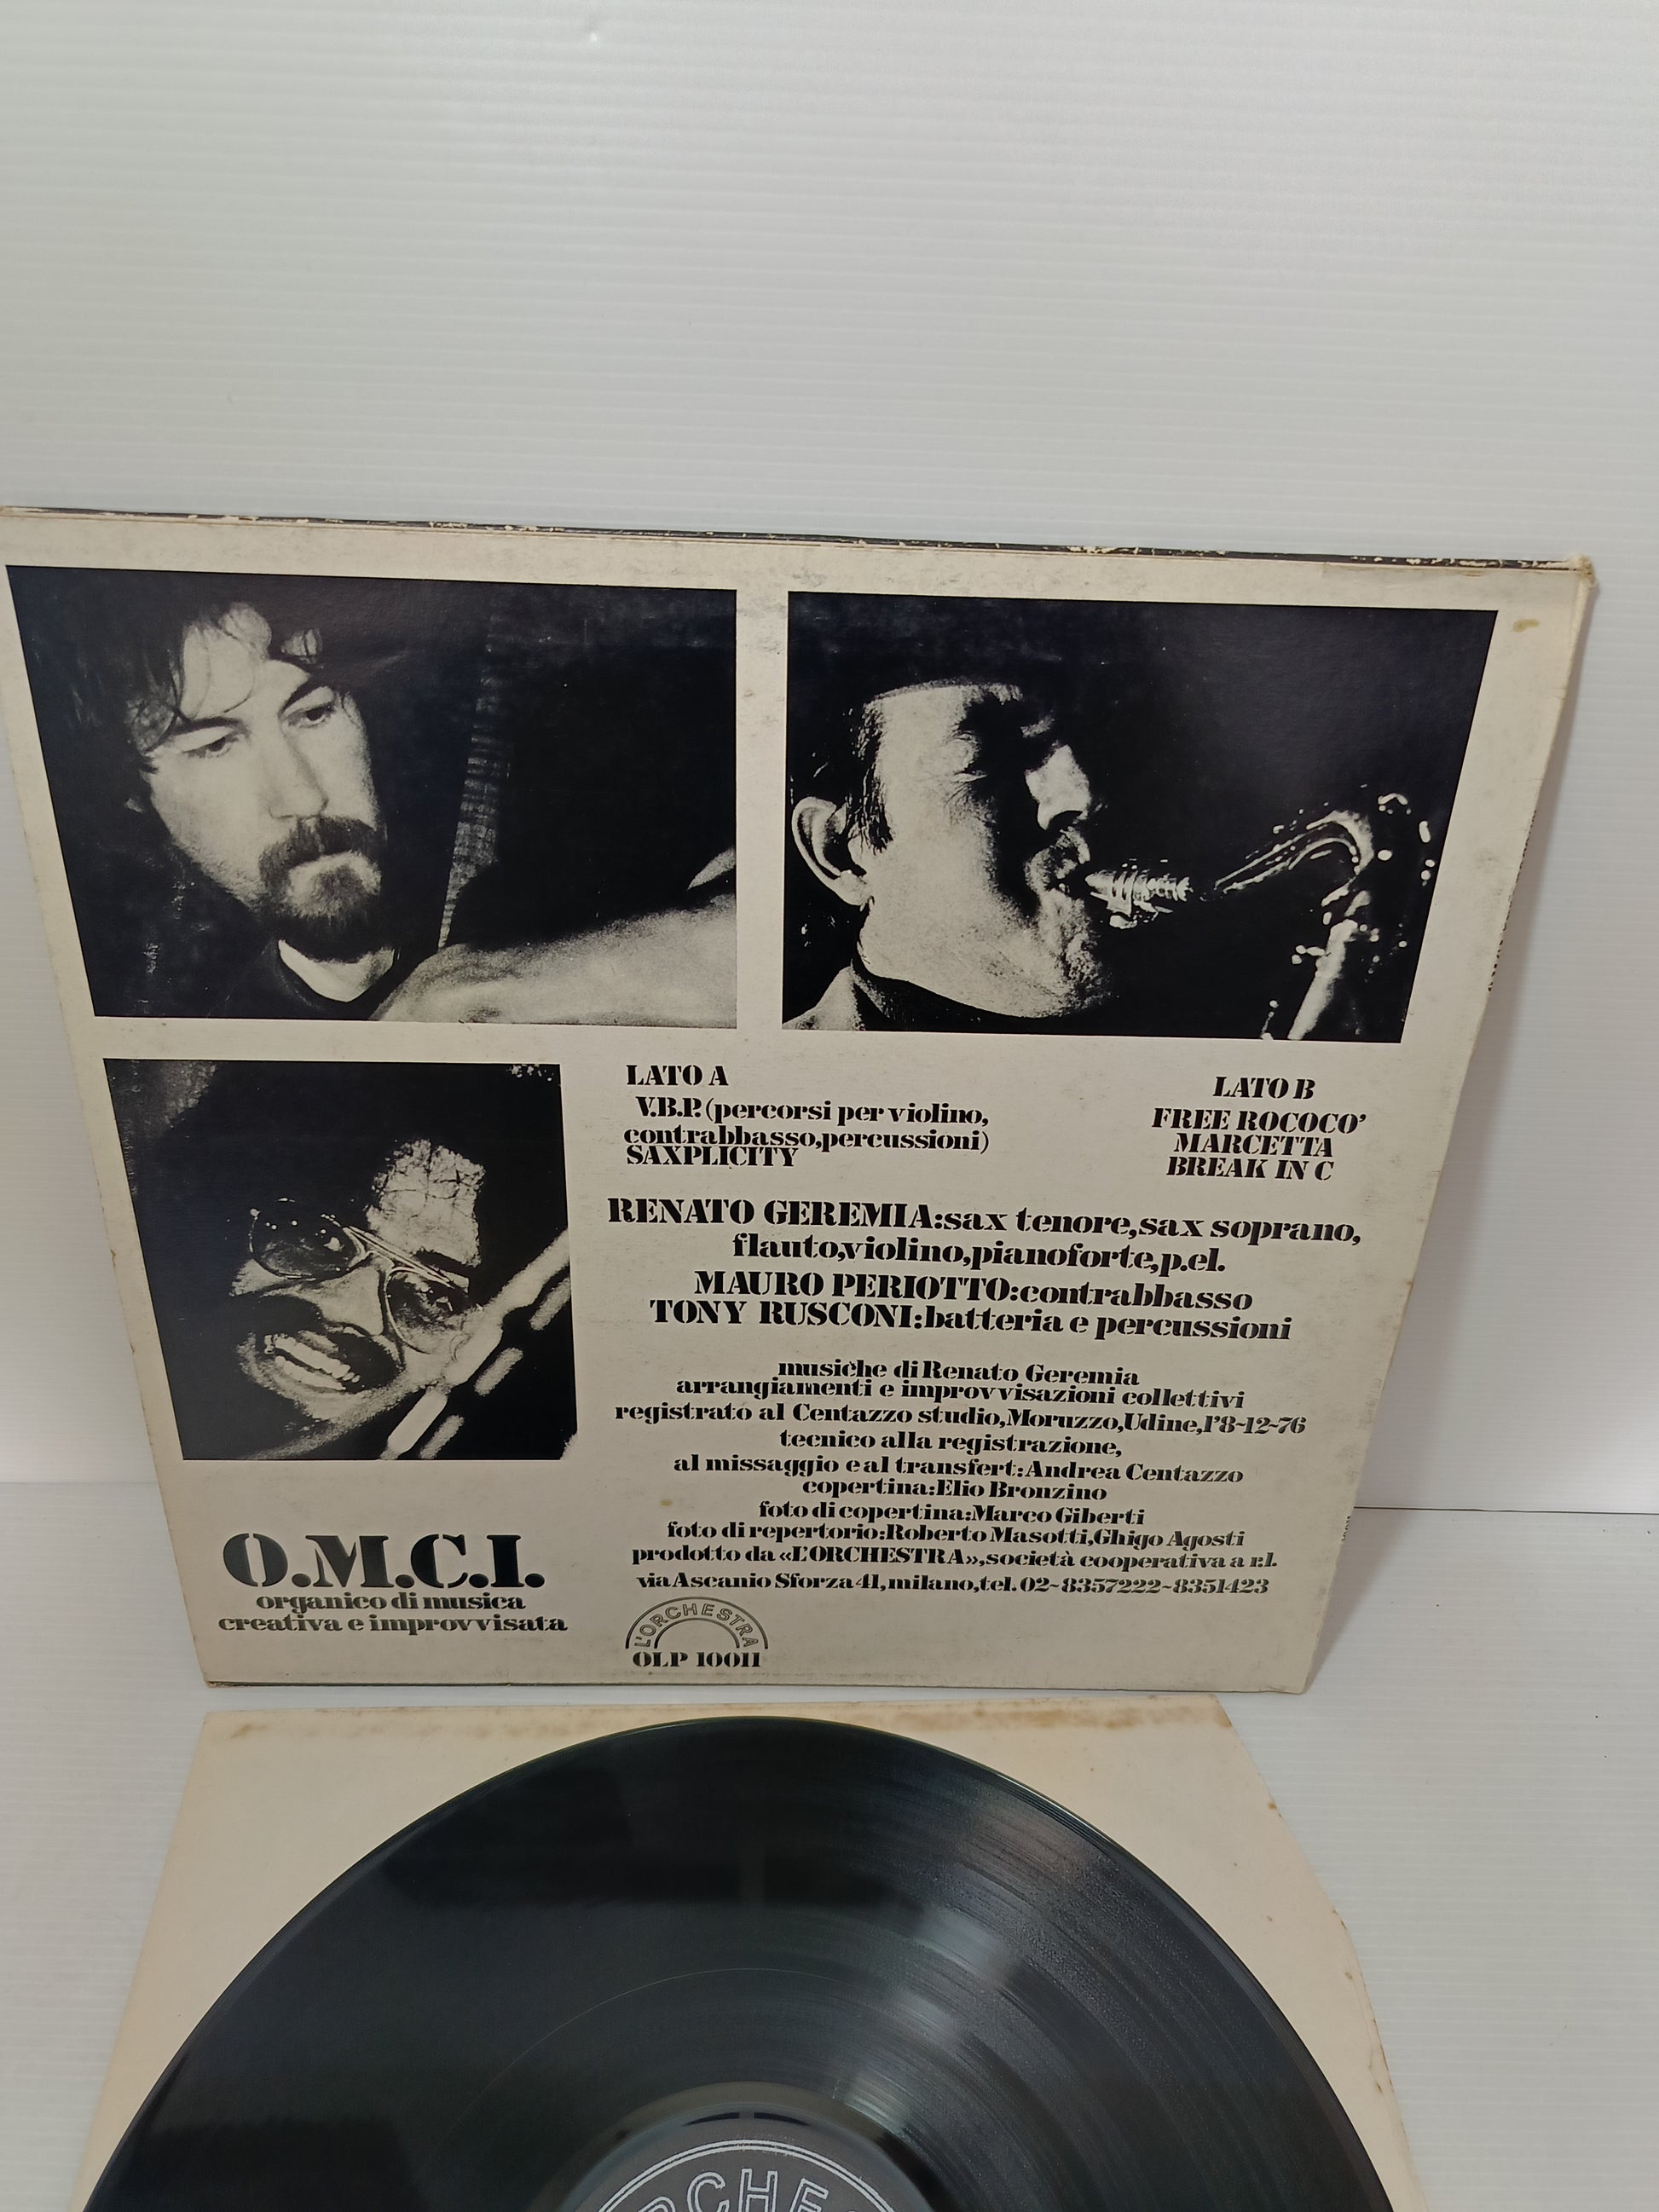 LATO A
V.B.P. (percorsi per violino,
contrabbasso,percussioni)
SAXPLICITY
LATO B
FREE ROCOCO'
MARCETTA
BREAK IN C
RENATO GEREMIA:sax tenore,sax soprano,
flauto,violino,pianoforte,p.el.
MAURO PERIOTTO:contrabbasso
TONY RUSCONI:batteria e percussioni
musiche di Renato Geremia
arrangiamenti e improvvisazioni collettivi
registrato al Centazzo studio,Moruzzo,Udine,l'8-12-76
tecnico alla registrazione,
al missaggio e al transfert:Andrea Centazzo
copertina:Elio Bronzino
foto di copertina:Marco Giberti
foto di repertorio:Roberto Masotti,Ghigo Agosti
prodotto da «L'ORCHESTRA»,società cooperativa a r.l.
via Ascanio Sforza 41,milano,tel.02-8357222-8351423
O.M.C.I.
organico di musica
creativa e improvvisata
L'ORCHESTRA
OLP 10011